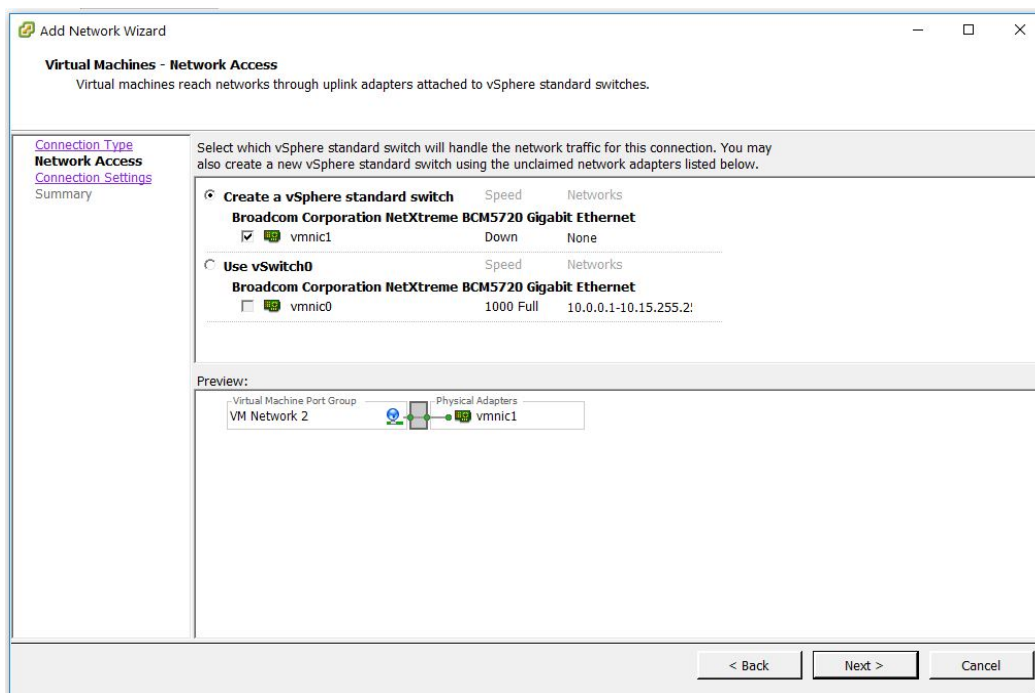 Add Network Wizard
Virtual Machines - Network Access
Virtual machines reach networks through uplink adapters attached to vSphere standard switches.
Connection Type
Network Access
Connection Settings
Summary
Select which vSphere standard switch will handle the network traffic for this connection. You may
also create a new vSphere standard switch using the unclaimed network adapters listed below.
Create a vSphere standard switch Speed Networks
Broadcom Corporation NetXtreme BCM5720 Gigabit Ethernet
vmnic1 Down None
Use vSwitch0 Speed Networks
Broadcom Corporation NetXtreme BCM5720 Gigabit Ethernet
vmnic0 1000 Full 10.0.0.1-10.15.255.2
Preview:
Virtual Machine Port Group Physical Adapters
VM Network 2 vmnic1
< Back Next > Cancel